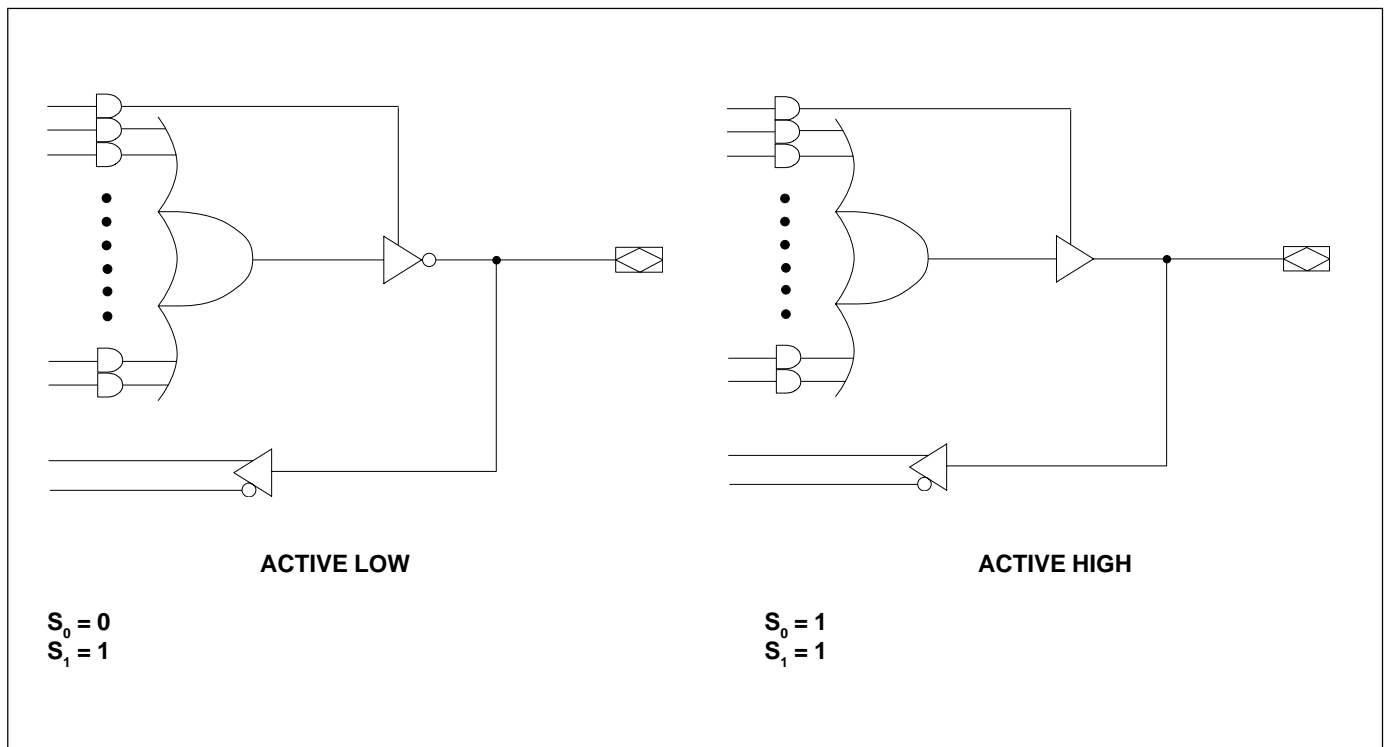 ACTIVE LOW
ACTIVE HIGH
S₀ = 0
S₁ = 1
S₀ = 1
S₁ = 1